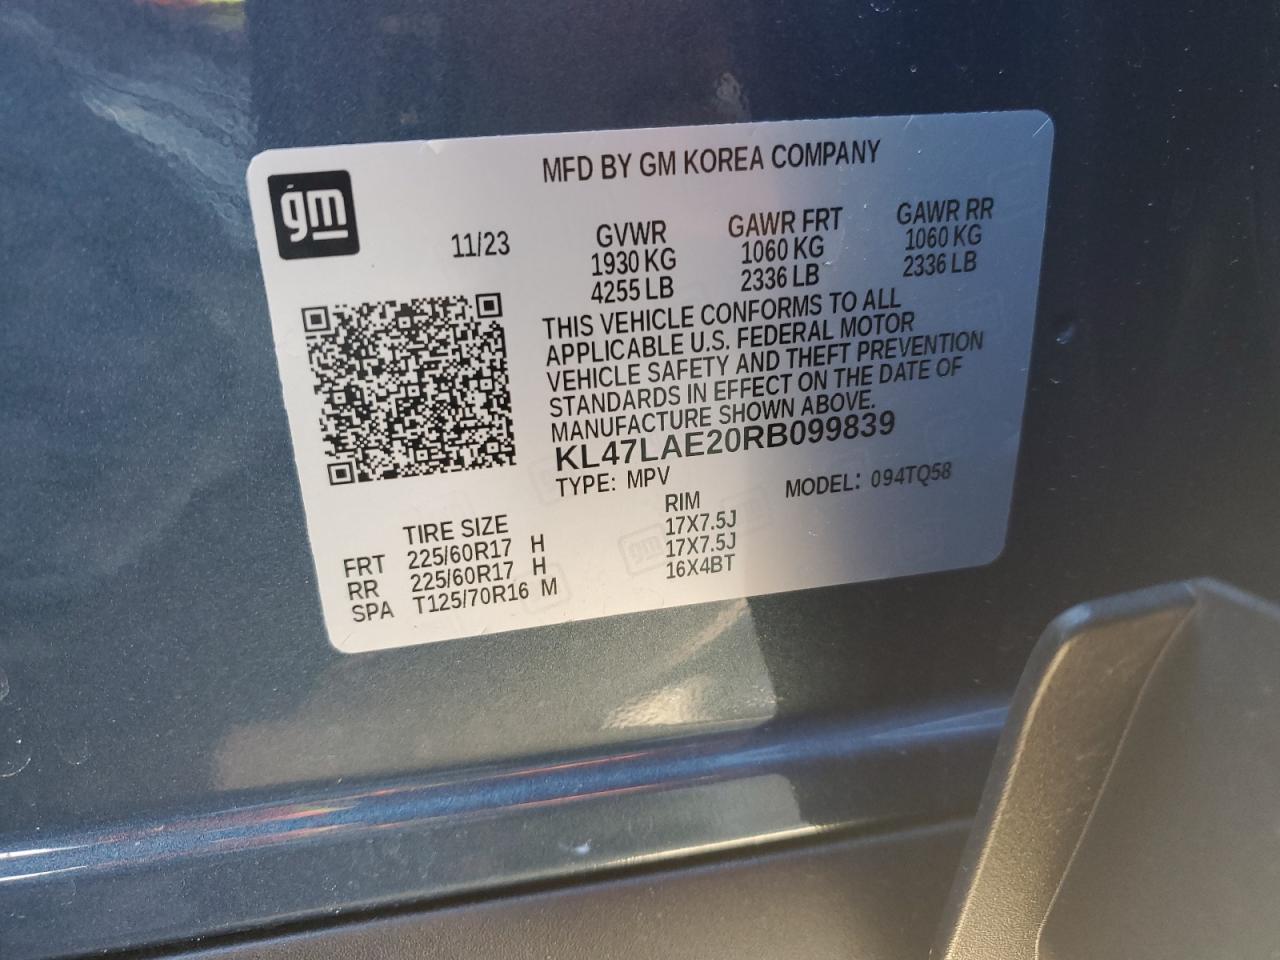 MFD BY GM KOREA COMPANY
gm
11/23
GVWR GAWR FRT GAWR RR
1930 KG 1060 KG 1060 KG
4255 LB 2336 LB 2336 LB
THIS VEHICLE CONFORMS TO ALL
APPLICABLE U.S. FEDERAL MOTOR
VEHICLE SAFETY AND THEFT PREVENTION
STANDARDS IN EFFECT ON THE DATE OF
MANUFACTURE SHOWN ABOVE.
KL47LAE20RB099839
TYPE: MPV MODEL: 094TQ58
TIRE SIZE RIM
FRT 225/60R17 H 17X7.5J
RR 225/60R17 H 17X7.5J
SPA T125/70R16 M 16X4BT